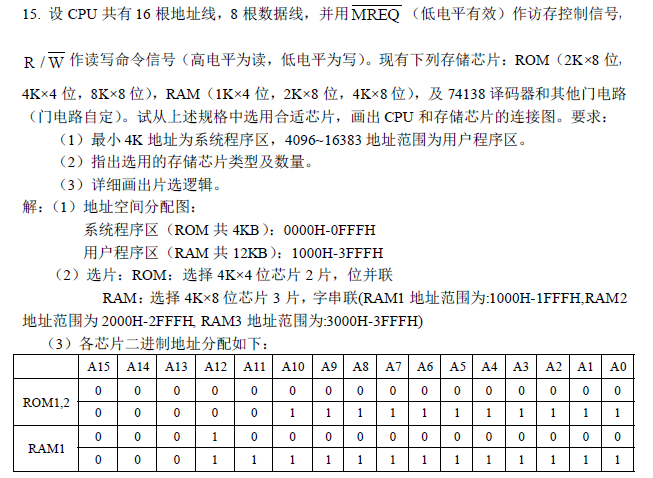 15. 设 CPU 共有 16 根地址线，8 根数据线，并用 $\overline{MREQ}$（低电平有效）作访存控制信号，
R / $\overline{W}$ 作读写命令信号（高电平为读，低电平为写）。现有下列存储芯片：ROM（2K×8 位,
4K×4 位，8K×8 位），RAM（1K×4 位，2K×8 位，4K×8 位），及 74138 译码器和其他门电路
（门电路自定）。试从上述规格中选用合适芯片，画出 CPU 和存储芯片的连接图。要求：
（1）最小 4K 地址为系统程序区，4096~16383 地址范围为用户程序区。
（2）指出选用的存储芯片类型及数量。
（3）详细画出片选逻辑。
解：（1）地址空间分配图：
系统程序区（ROM 共 4KB）：0000H-0FFFH
用户程序区（RAM 共 12KB）：1000H-3FFFH
（2）选片：ROM：选择 4K×4 位芯片 2 片，位并联
RAM：选择 4K×8 位芯片 3 片，字串联(RAM1 地址范围为:1000H-1FFFH,RAM2
地址范围为 2000H-2FFFH, RAM3 地址范围为:3000H-3FFFH)
（3）各芯片二进制地址分配如下：
A15 A14 A13 A12 A11 A10 A9 A8 A7 A6 A5 A4 A3 A2 A1 A0
ROM1,2 0 0 0 0 0 0 0 0 0 0 0 0 0 0 0 0
0 0 0 0 0 1 1 1 1 1 1 1 1 1 1 1
RAM1 0 0 0 1 0 0 0 0 0 0 0 0 0 0 0 0
0 0 0 1 1 1 1 1 1 1 1 1 1 1 1 1